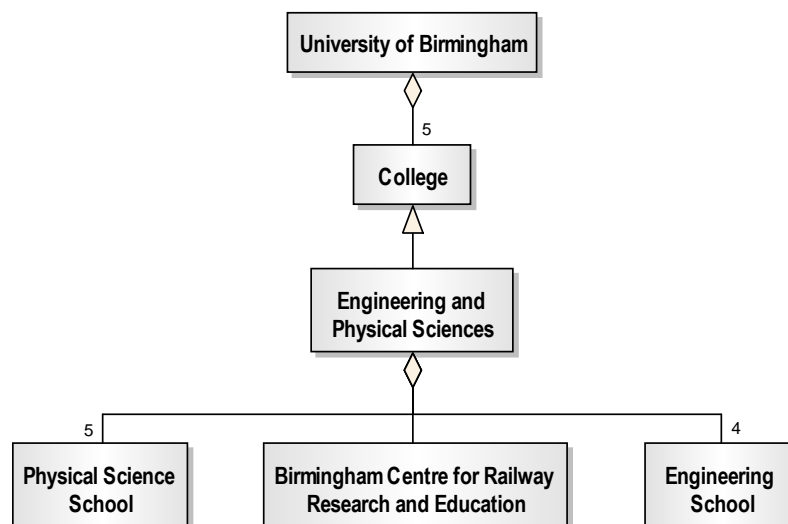 University of Birmingham
5
College
Engineering and
Physical Sciences
5
4
Physical Science
School
Birmingham Centre for Railway
Research and Education
Engineering
School